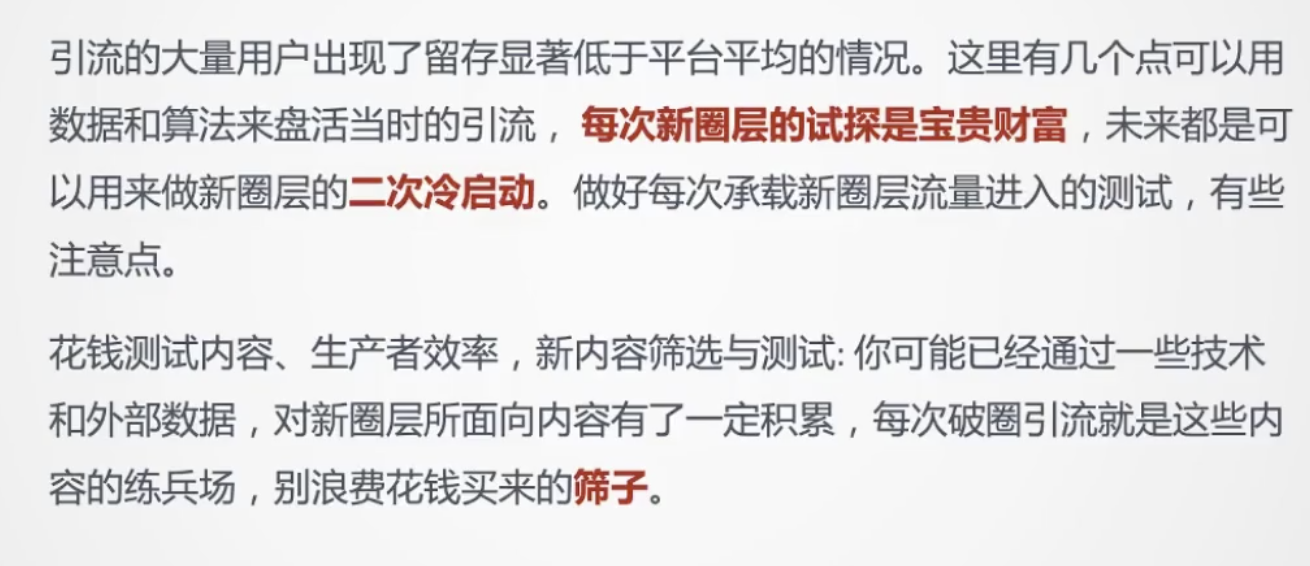 引流的大量用户出现了留存显著低于平台平均的情况。这里有几个点可以用
数据和算法来盘活当时的引流，每次新圈层的试探是宝贵财富，未来都是可
以用来做新圈层的二次冷启动。做好每次承载新圈层流量进入的测试，有些
注意点。
花钱测试内容、生产者效率，新内容筛选与测试: 你可能已经通过一些技术
和外部数据，对新圈层所面向内容有了一定积累，每次破圈引流就是这些内
容的练兵场，别浪费花钱买来的筛子。